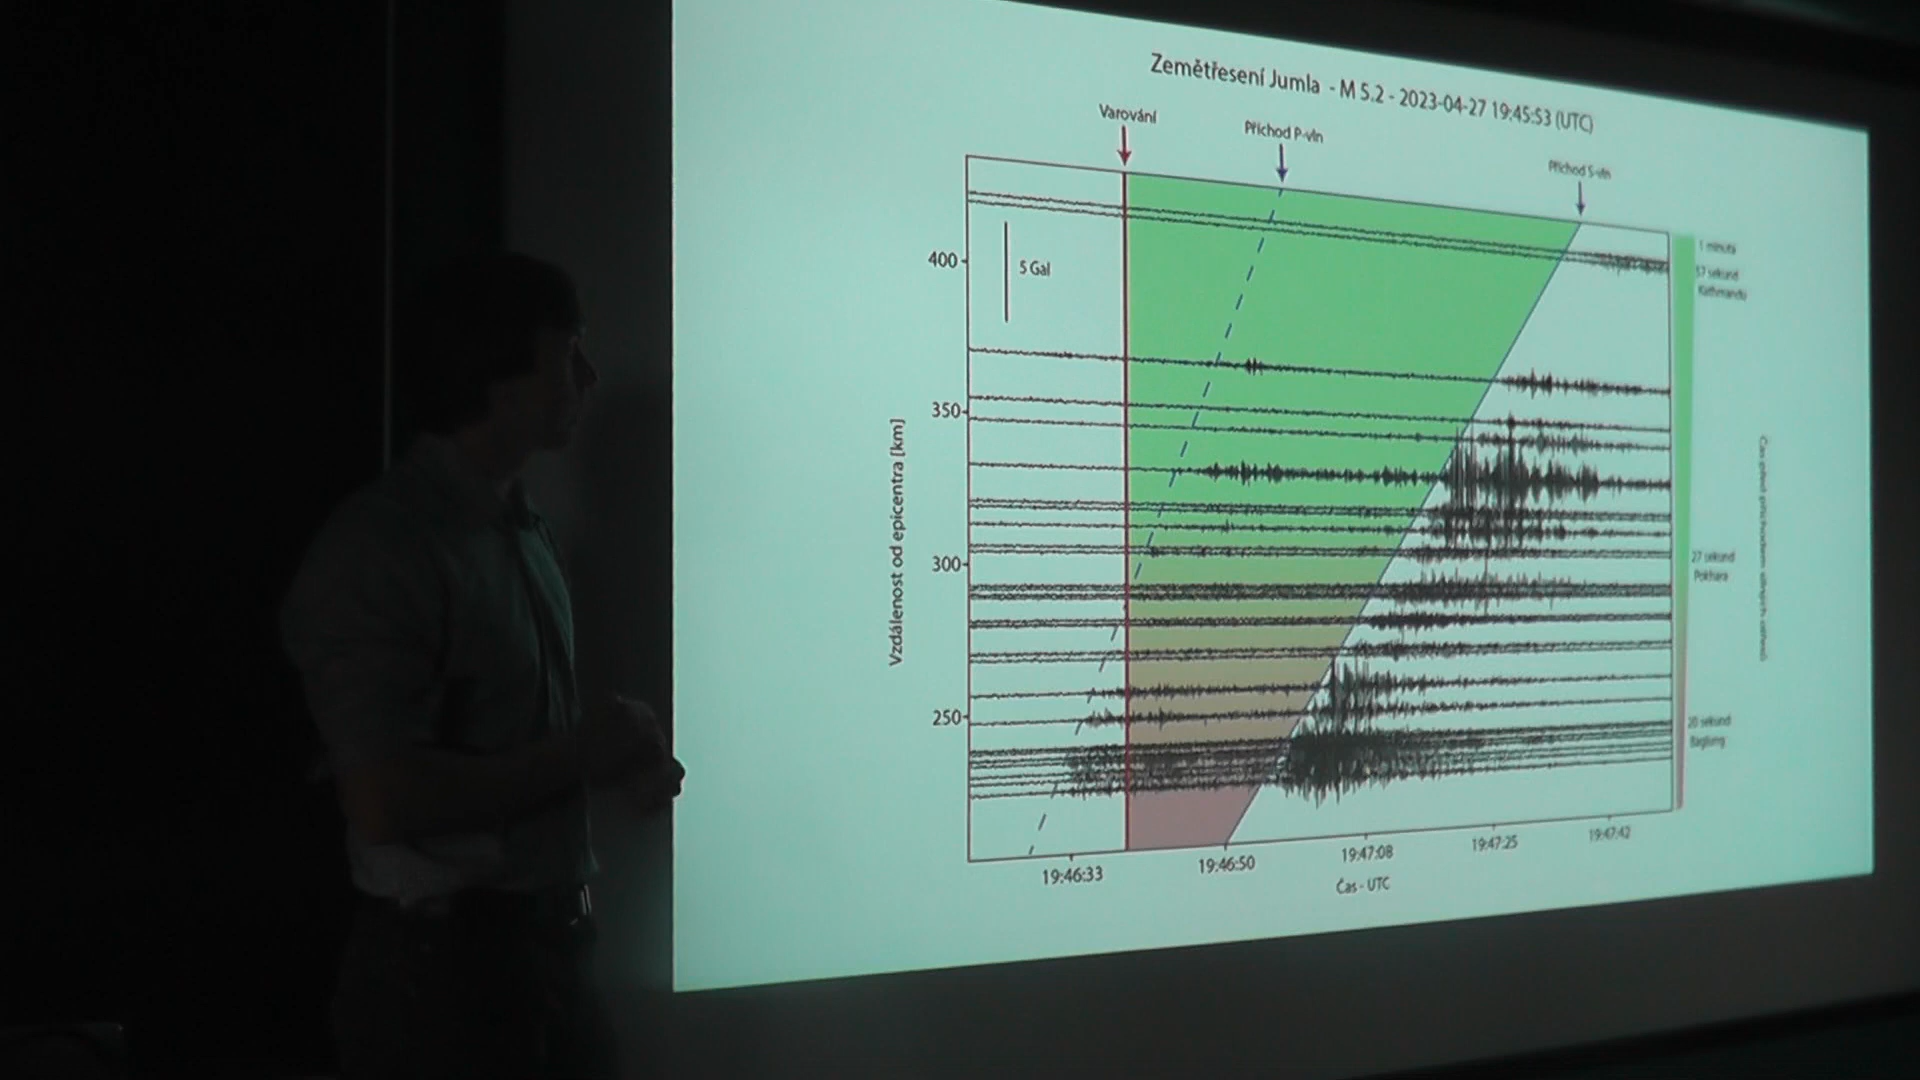 Zemětřesení Jumla - M 5.2 - 2023-04-27 19:45:53 (UTC)
Varování
Příchod P-vln
Příchod S-vln
5 Gal
400
350
300
250
Vzdálenost od epicentra [km]
1 minuta
57 sekund
Kathmandu
27 sekund
Pokhara
20 sekund
Baglung
19:46:33
19:46:50
19:47:08
19:47:25
19:47:42
Čas - UTC